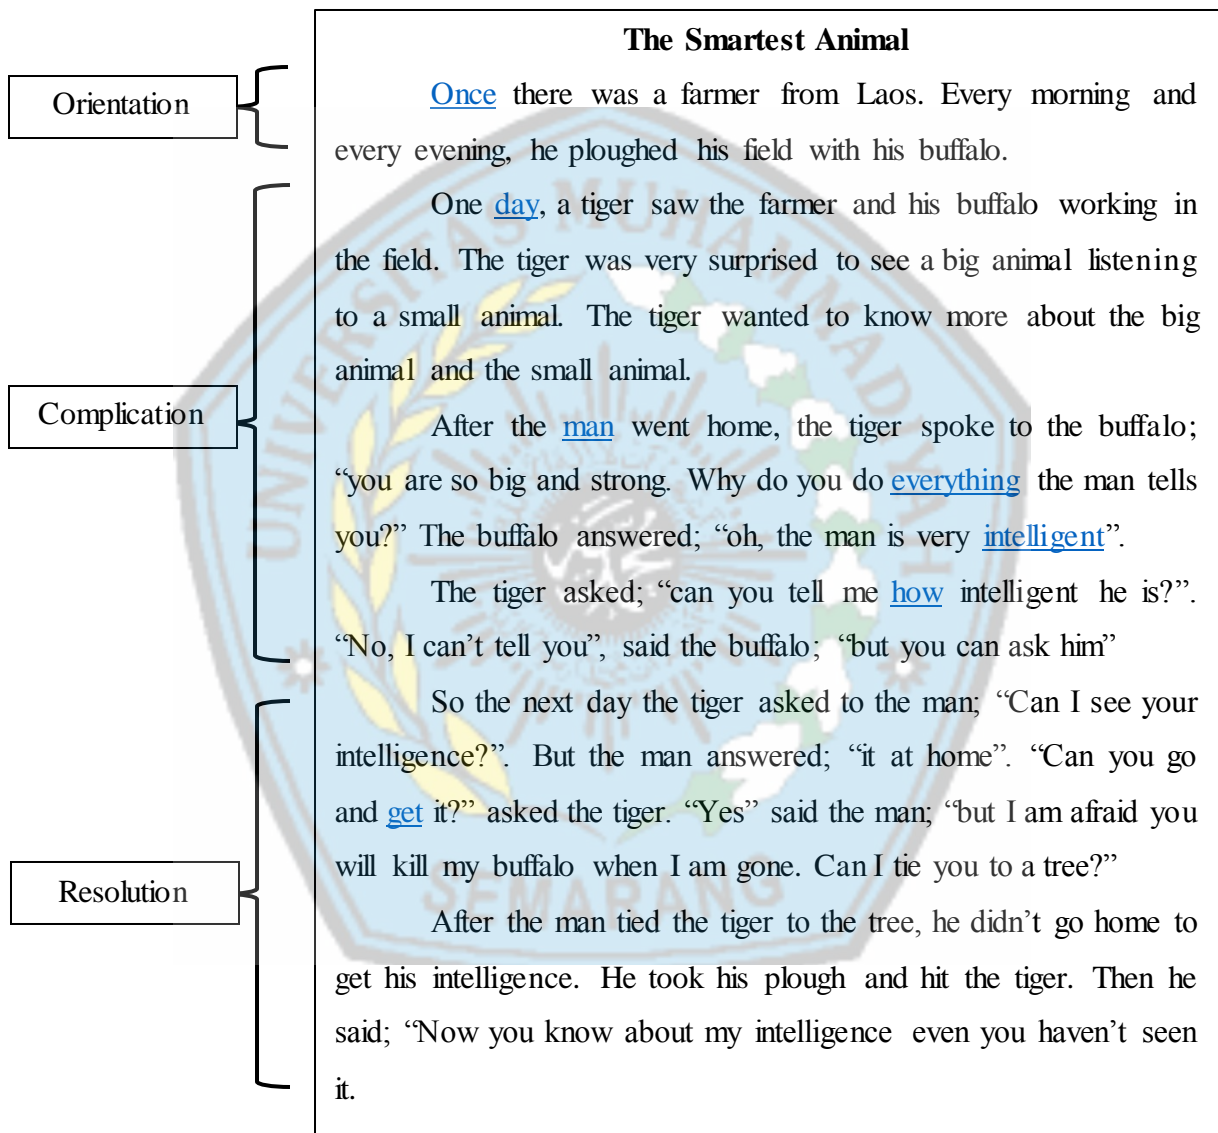 The Smartest Animal
Orientation
Once there was a farmer from Laos. Every morning and
every evening, he ploughed his field with his buffalo.
Complication
One day, a tiger saw the farmer and his buffalo working in
the field. The tiger was very surprised to see a big animal listening
to a small animal. The tiger wanted to know more about the big
animal and the small animal.
After the man went home, the tiger spoke to the buffalo;
“you are so big and strong. Why do you do everything the man tells
you?” The buffalo answered; “oh, the man is very intelligent”.
The tiger asked; “can you tell me how intelligent he is?”.
“No, I can’t tell you”, said the buffalo; “but you can ask him”
Resolution
So the next day the tiger asked to the man; “Can I see your
intelligence?”. But the man answered; “it at home”. “Can you go
and get it?” asked the tiger. “Yes” said the man; “but I am afraid you
will kill my buffalo when I am gone. Can I tie you to a tree?”
After the man tied the tiger to the tree, he didn’t go home to
get his intelligence. He took his plough and hit the tiger. Then he
said; “Now you know about my intelligence even you haven’t seen
it.
UNIVERSITAS MUHAMMADIYAH
SEMARANG